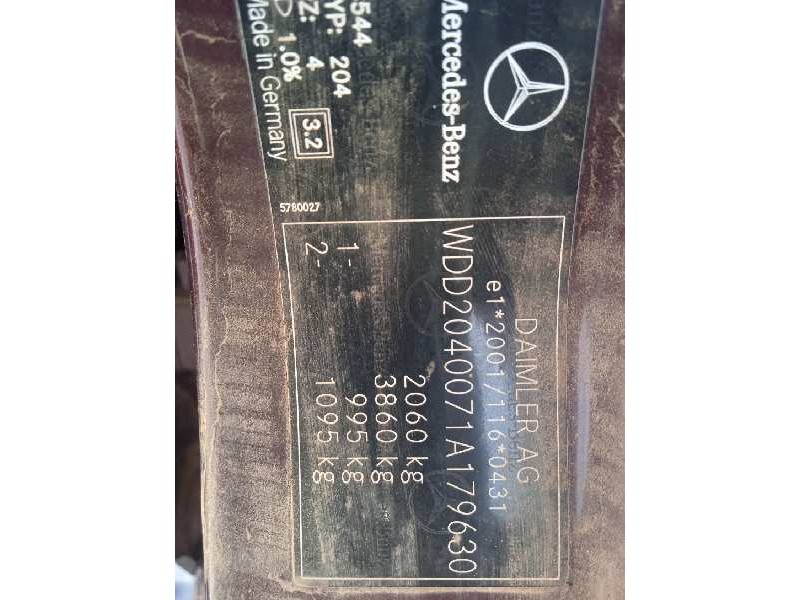 Mercedes-Benz
544
YP: 204
Z: 4
D 1.0% 3.2
Made in Germany
5780027
DAIMLER AG
e1*2001/116*0431
WDD2040071A179630
2060 kg
3860 kg
1- 995 kg
2- 1095 kg